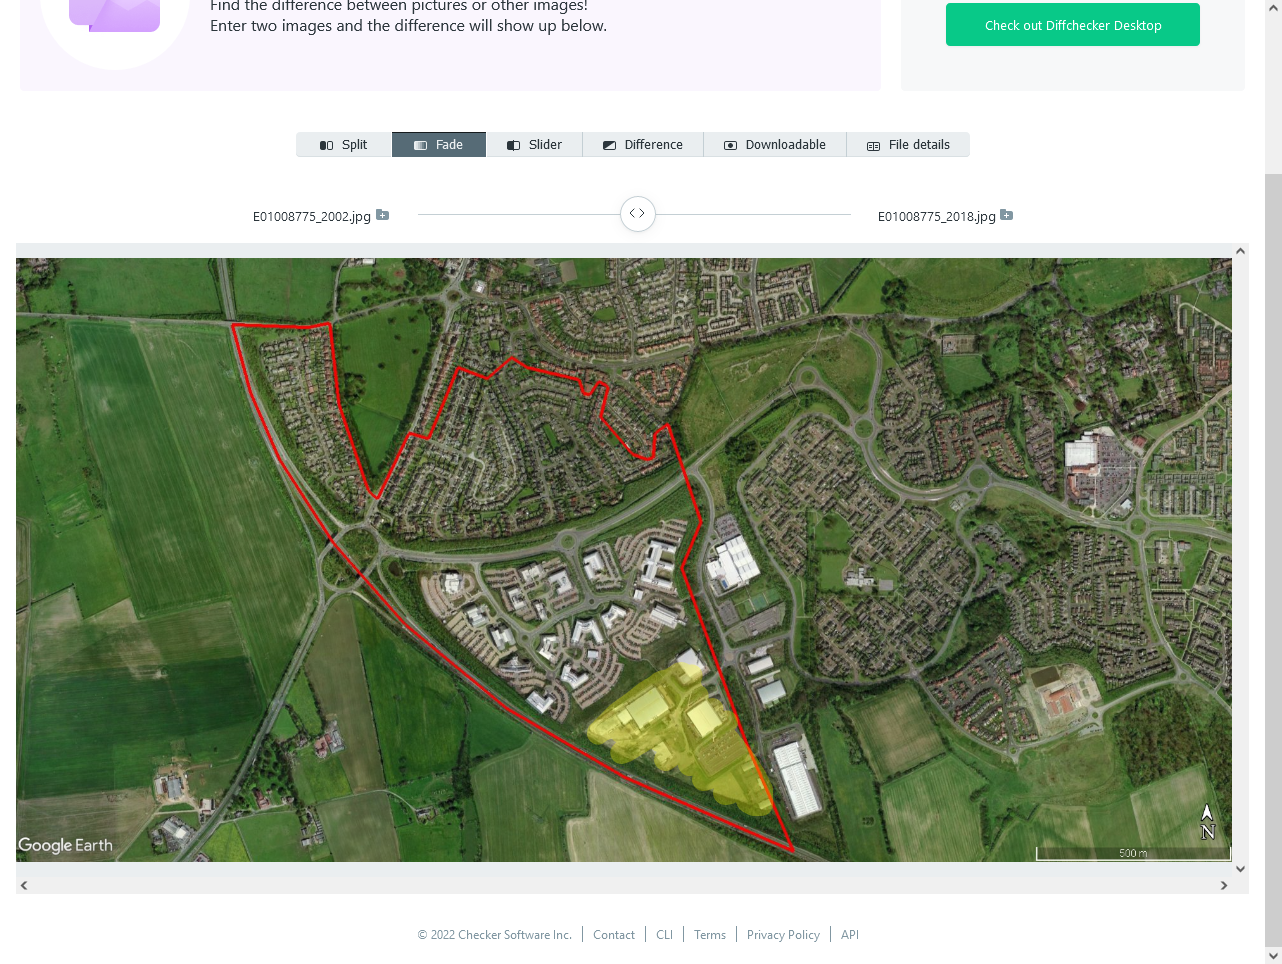 Find the difference between pictures or other images!
Enter two images and the difference will show up below.
Check out Diffchecker Desktop
Split Fade Slider Difference Downloadable File details
E01008775_2002.jpg E01008775_2018.jpg
Google Earth
N
500 m
© 2022 Checker Software Inc. Contact CLI Terms Privacy Policy API